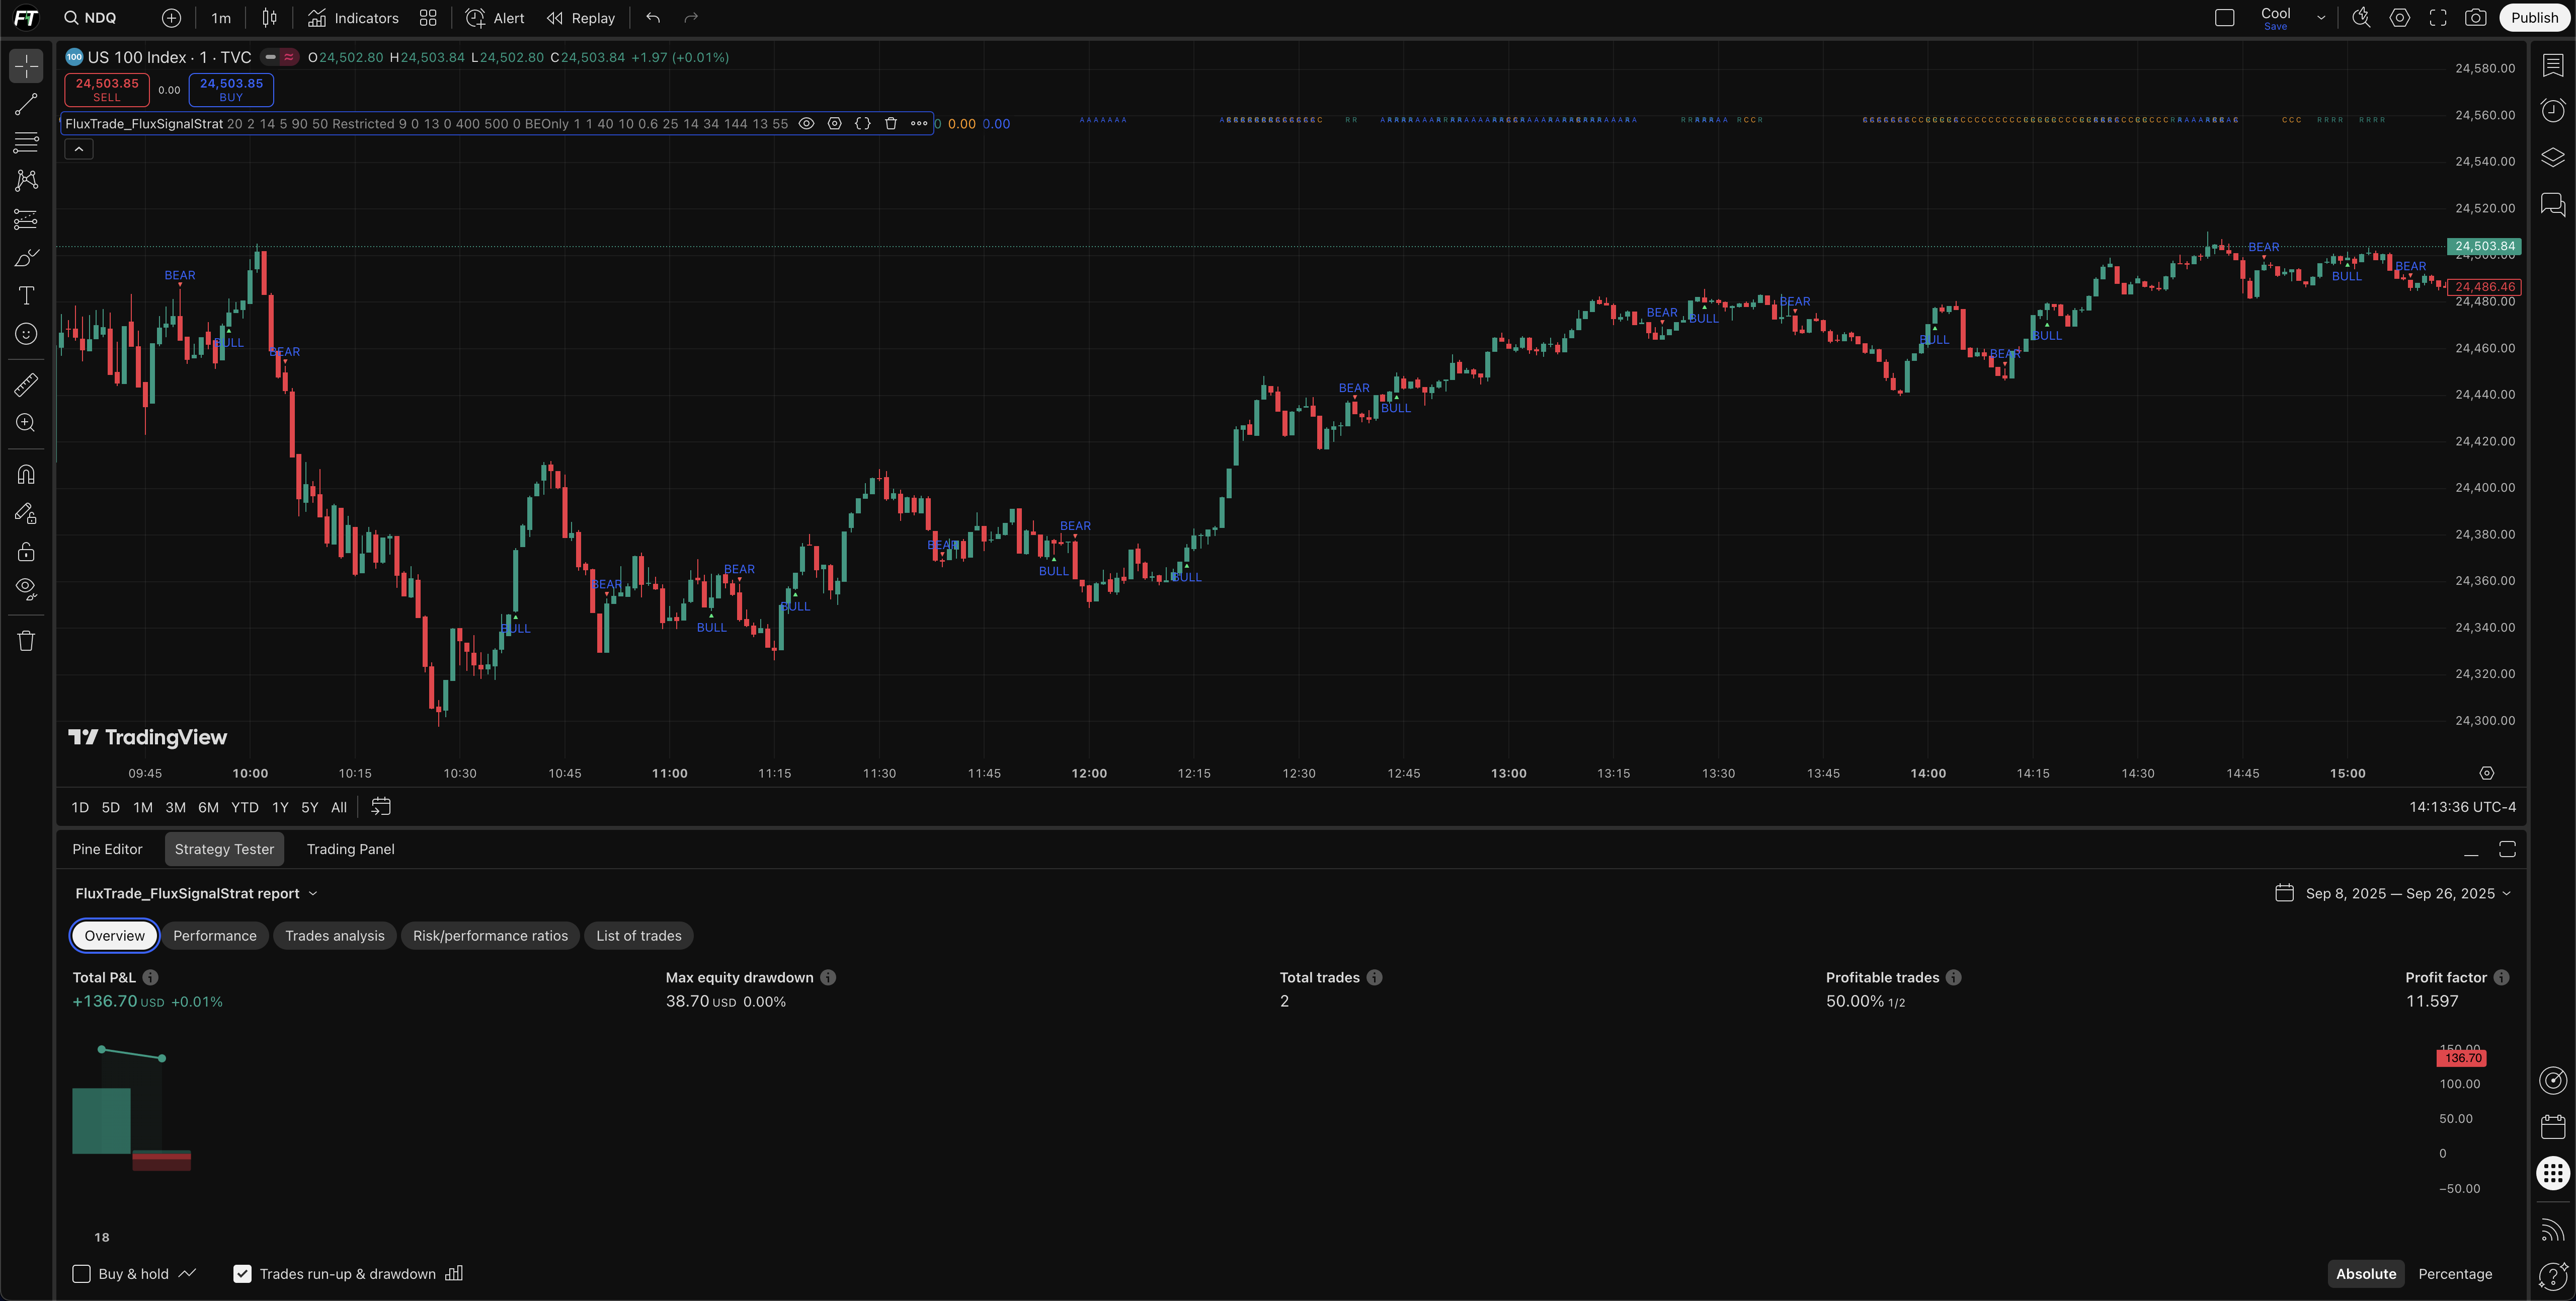 FT NDQ 1m Indicators Alert Replay Cool Save Publish
US 100 Index · 1 · TVC O24,502.80 H24,503.84 L24,502.80 C24,503.84 +1.97 (+0.01%)
24,503.85 SELL 0.00 24,503.85 BUY
FluxTrade_FluxSignalStrat 20 2 14 5 90 50 Restricted 9 0 13 0 400 500 0 BEOnly 1 1 40 10 0.6 25 14 34 144 13 55 0 0.00 0.00
24,580.00
24,560.00
24,540.00
24,520.00
24,503.84
24,486.46
24,480.00
24,460.00
24,440.00
24,420.00
24,400.00
24,380.00
24,360.00
24,340.00
24,320.00
24,300.00
BEAR
BULL
BEAR
BULL
BEAR
BULL
BEAR
BULL
BEAR
BULL
BEAR
BULL
BEAR
BULL
BEAR
BULL
BEAR
BULL
BEAR
BULL
BEAR
BULL
BEAR
TradingView
09:45 10:00 10:15 10:30 10:45 11:00 11:15 11:30 11:45 12:00 12:15 12:30 12:45 13:00 13:15 13:30 13:45 14:00 14:15 14:30 14:45 15:00
1D 5D 1M 3M 6M YTD 1Y 5Y All 14:13:36 UTC-4
Pine Editor Strategy Tester Trading Panel
FluxTrade_FluxSignalStrat report Sep 8, 2025 — Sep 26, 2025
Overview Performance Trades analysis Risk/performance ratios List of trades
Total P&L Max equity drawdown Total trades Profitable trades Profit factor
+136.70 USD +0.01% 38.70 USD 0.00% 2 50.00% 1/2 11.597
150.00
136.70
100.00
50.00
0
−50.00
18
Buy & hold Trades run-up & drawdown Absolute Percentage